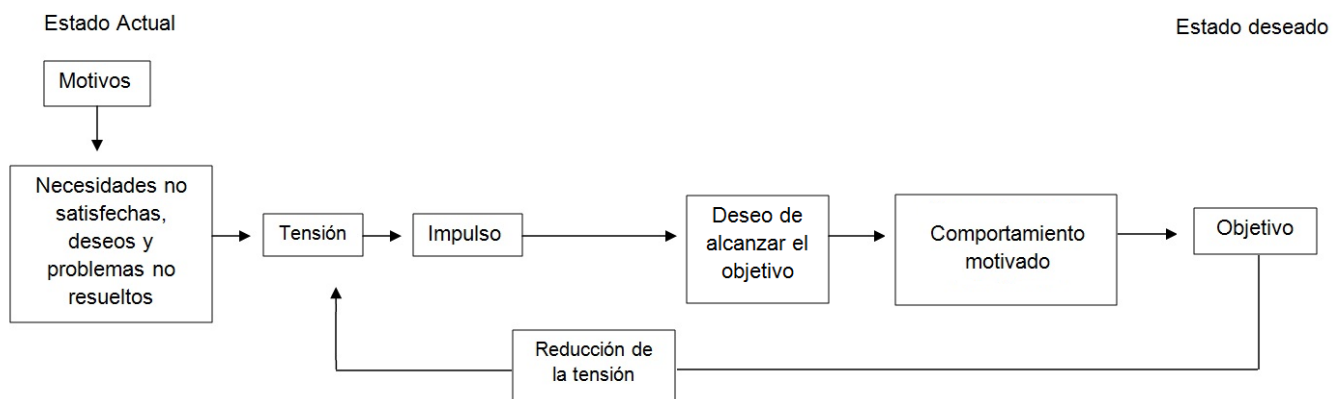 Estado Actual
Estado deseado
Motivos
Necesidades no
satisfechas,
deseos y
problemas no
resueltos
Tensión
Impulso
Deseo de
alcanzar el
objetivo
Comportamiento
motivado
Objetivo
Reducción de
la tensión